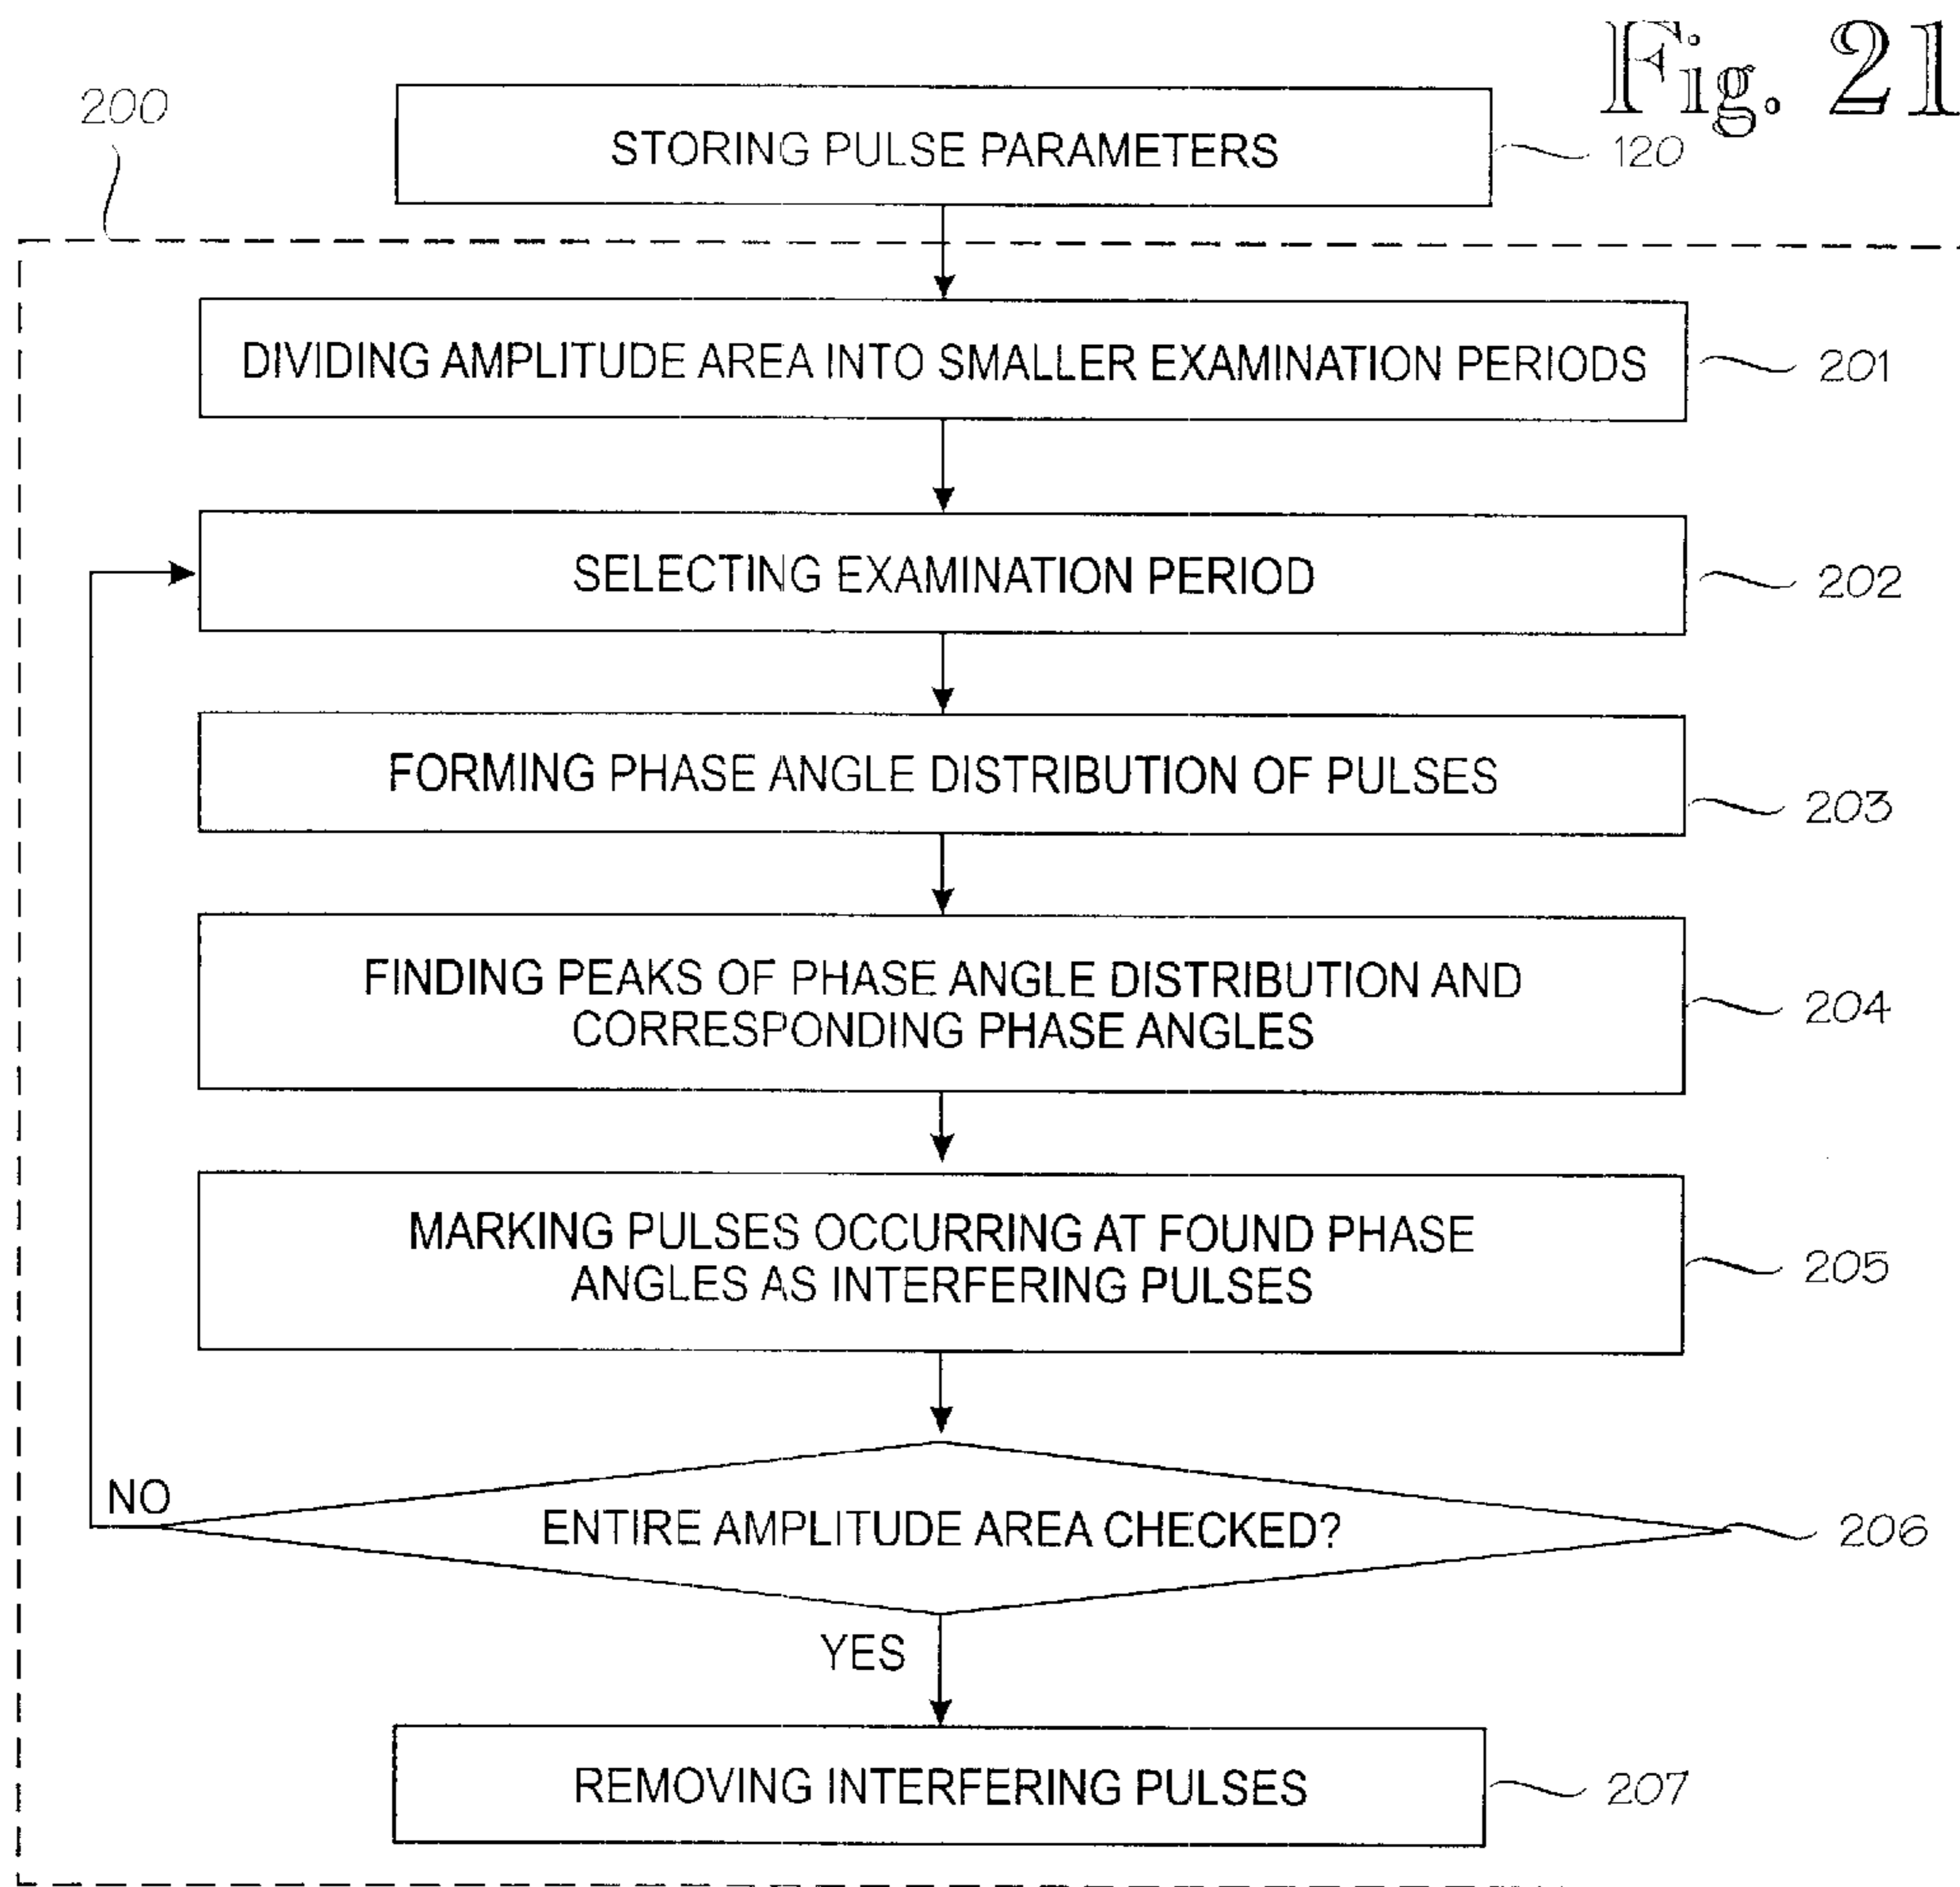 Fig. 21
200
STORING PULSE PARAMETERS
120
DIVIDING AMPLITUDE AREA INTO SMALLER EXAMINATION PERIODS
201
SELECTING EXAMINATION PERIOD
202
FORMING PHASE ANGLE DISTRIBUTION OF PULSES
203
FINDING PEAKS OF PHASE ANGLE DISTRIBUTION AND
CORRESPONDING PHASE ANGLES
204
MARKING PULSES OCCURRING AT FOUND PHASE
ANGLES AS INTERFERING PULSES
205
NO
ENTIRE AMPLITUDE AREA CHECKED?
206
YES
REMOVING INTERFERING PULSES
207